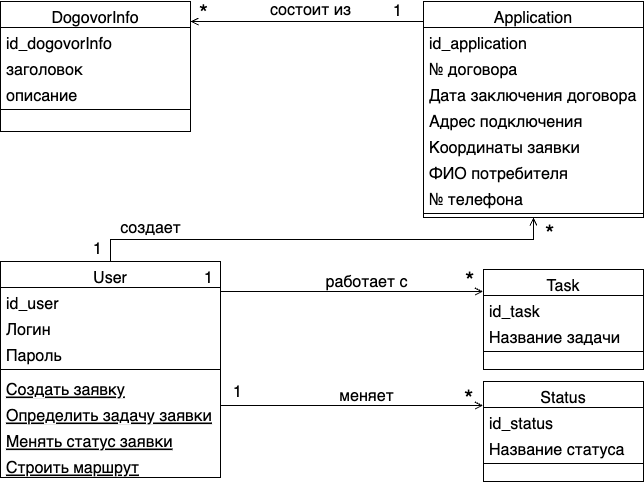 DogovorInfo
id_dogovorInfo
заголовок
описание
* состоит из 1
Application
id_application
№ договора
Дата заключения договора
Адрес подключения
Координаты заявки
ФИО потребителя
№ телефона
создает
1
*
User 1
id_user
Логин
Пароль
Создать заявку
Определить задачу заявки
Менять статус заявки
Строить маршрут
работает с *
Task
id_task
Название задачи
1 меняет *
Status
id_status
Название статуса